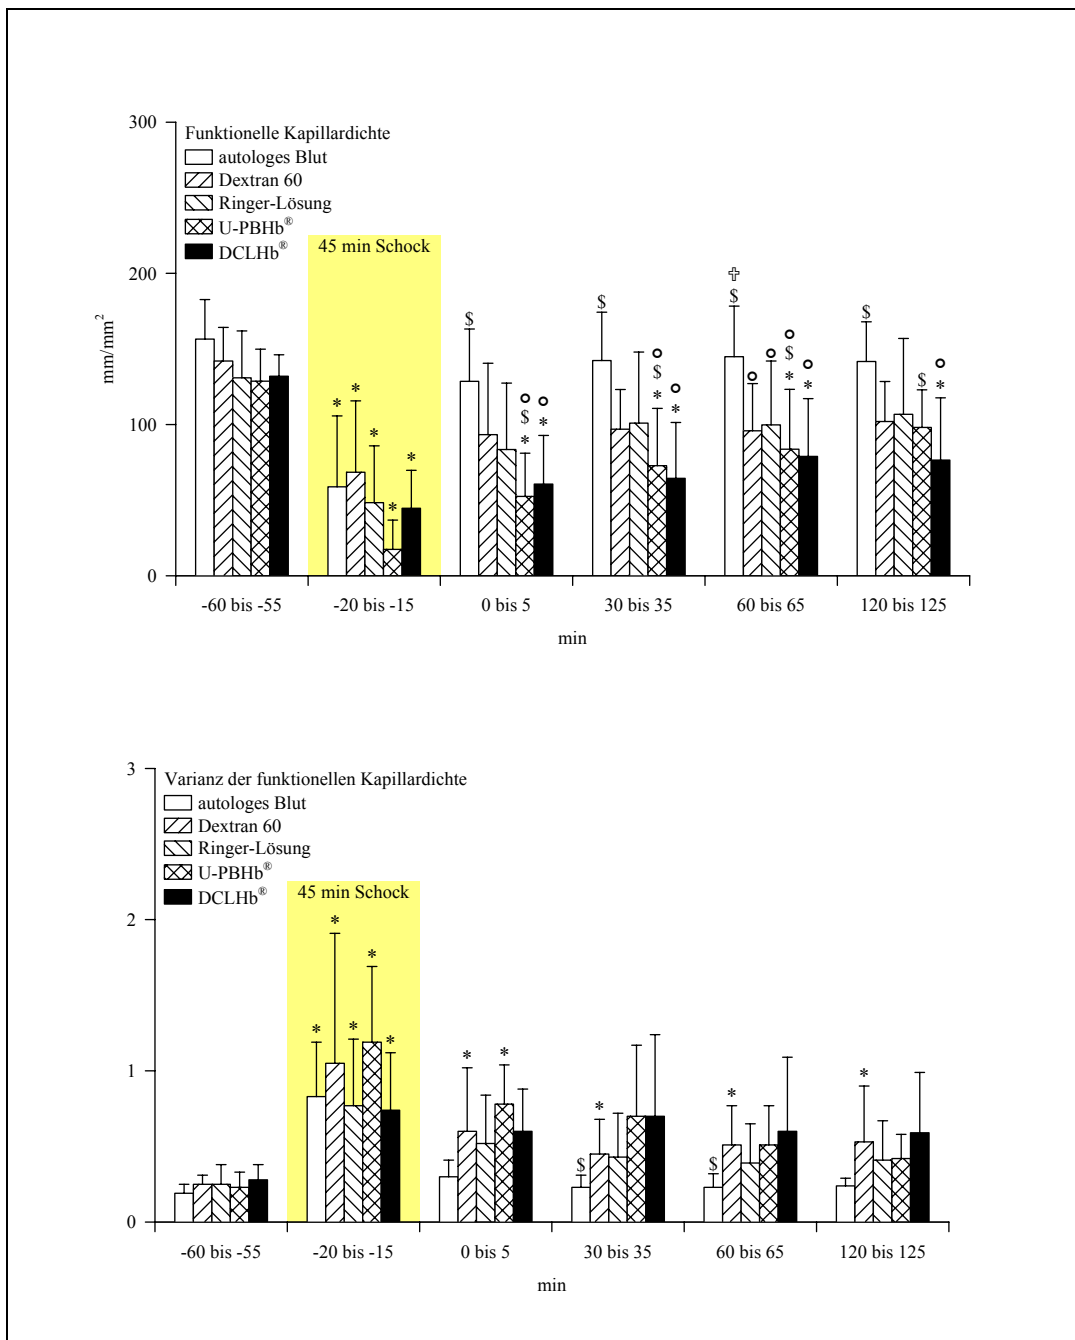 300
Funktionelle Kapillardichte
autologes Blut
Dextran 60
Ringer-Lösung
U-PBHb®
DCLHb®
45 min Schock
200
mm/mm²
100
0
* * * * *
$ ° $ * ° *
$ ° $ * ° *
✞ $ ° ° ° $ * ° *
$ $ ° *
-60 bis -55 -20 bis -15 0 bis 5 30 bis 35 60 bis 65 120 bis 125
min
3
Varianz der funktionellen Kapillardichte
autologes Blut
Dextran 60
Ringer-Lösung
U-PBHb®
DCLHb®
45 min Schock
2
1
0
* * * * *
* *
$ *
$ *
*
-60 bis -55 -20 bis -15 0 bis 5 30 bis 35 60 bis 65 120 bis 125
min